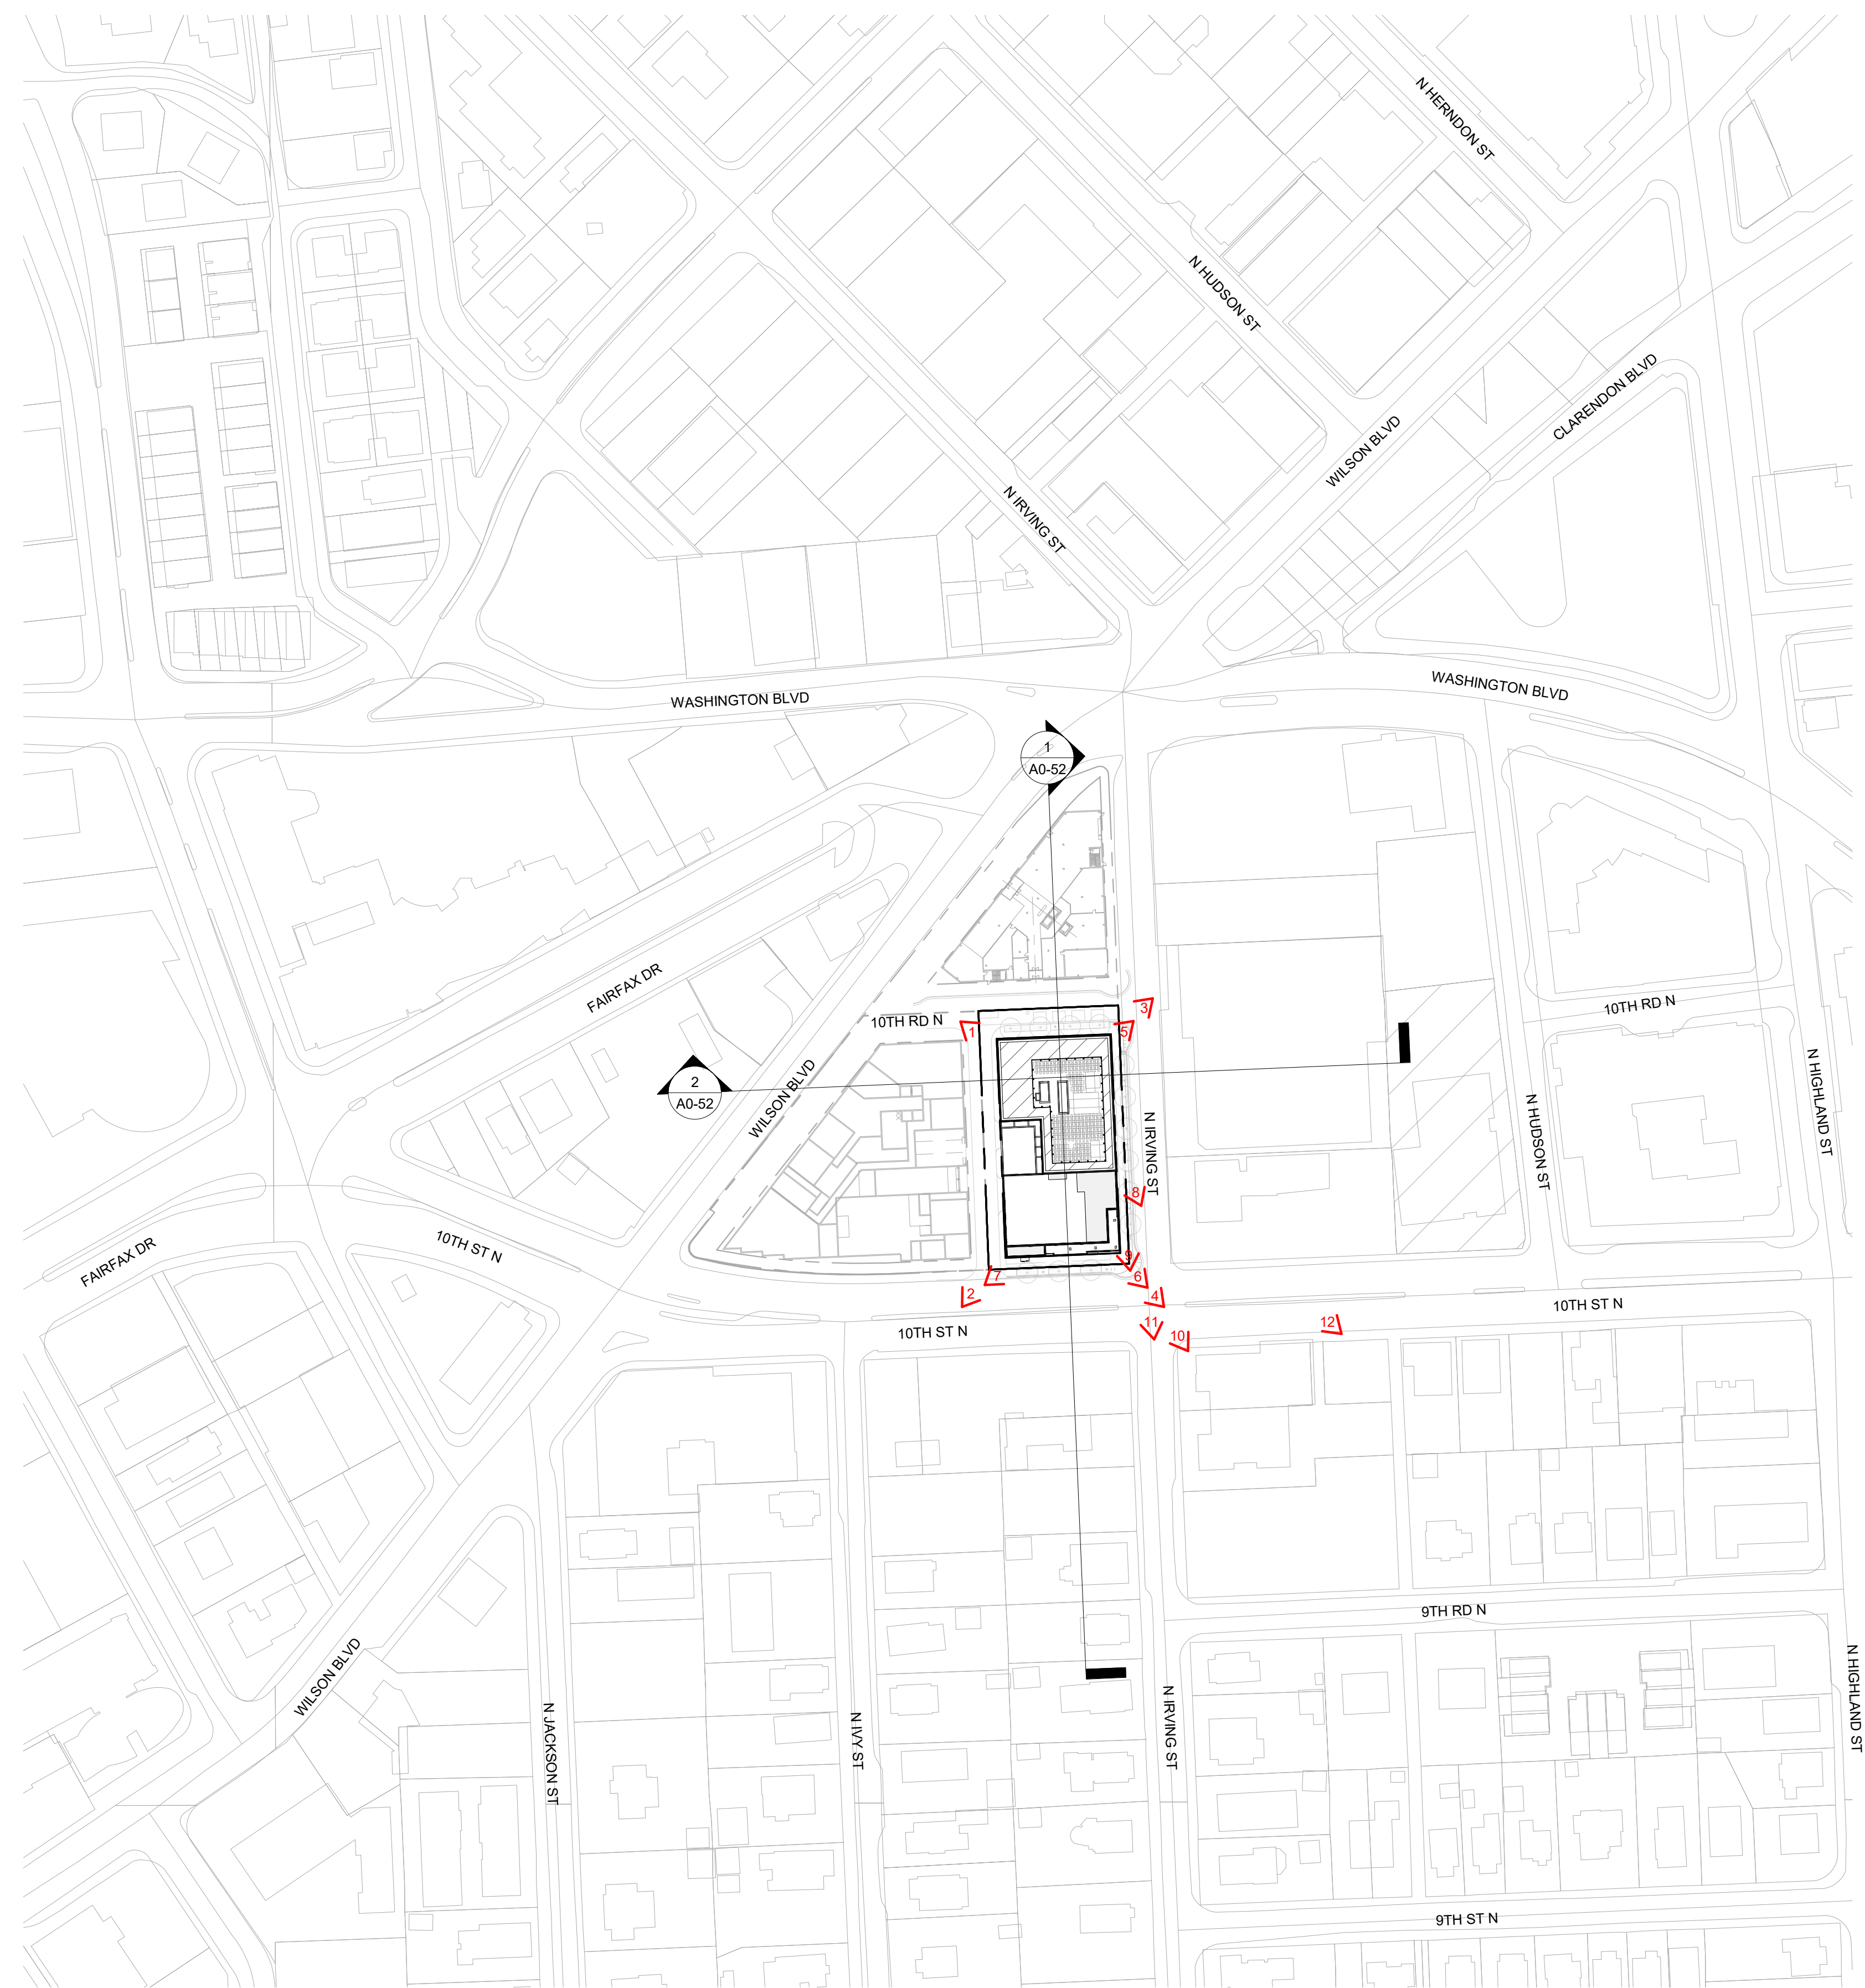 N HERNDON ST
N HUDSON ST
CLARENDON BLVD
WILSON BLVD
N IRVING ST
WASHINGTON BLVD
WASHINGTON BLVD
1
A0-52
FAIRFAX DR
10TH RD N
3
10TH RD N
1
5
2
A0-52
WILSON BLVD
N IRVING ST
N HUDSON ST
N HIGHLAND ST
8
10TH ST N
FAIRFAX DR
9
7
6
2
4
10TH ST N
10TH ST N
11
12
10
9TH RD N
WILSON BLVD
N JACKSON ST
N IVY ST
N IRVING ST
N HIGHLAND ST
9TH ST N